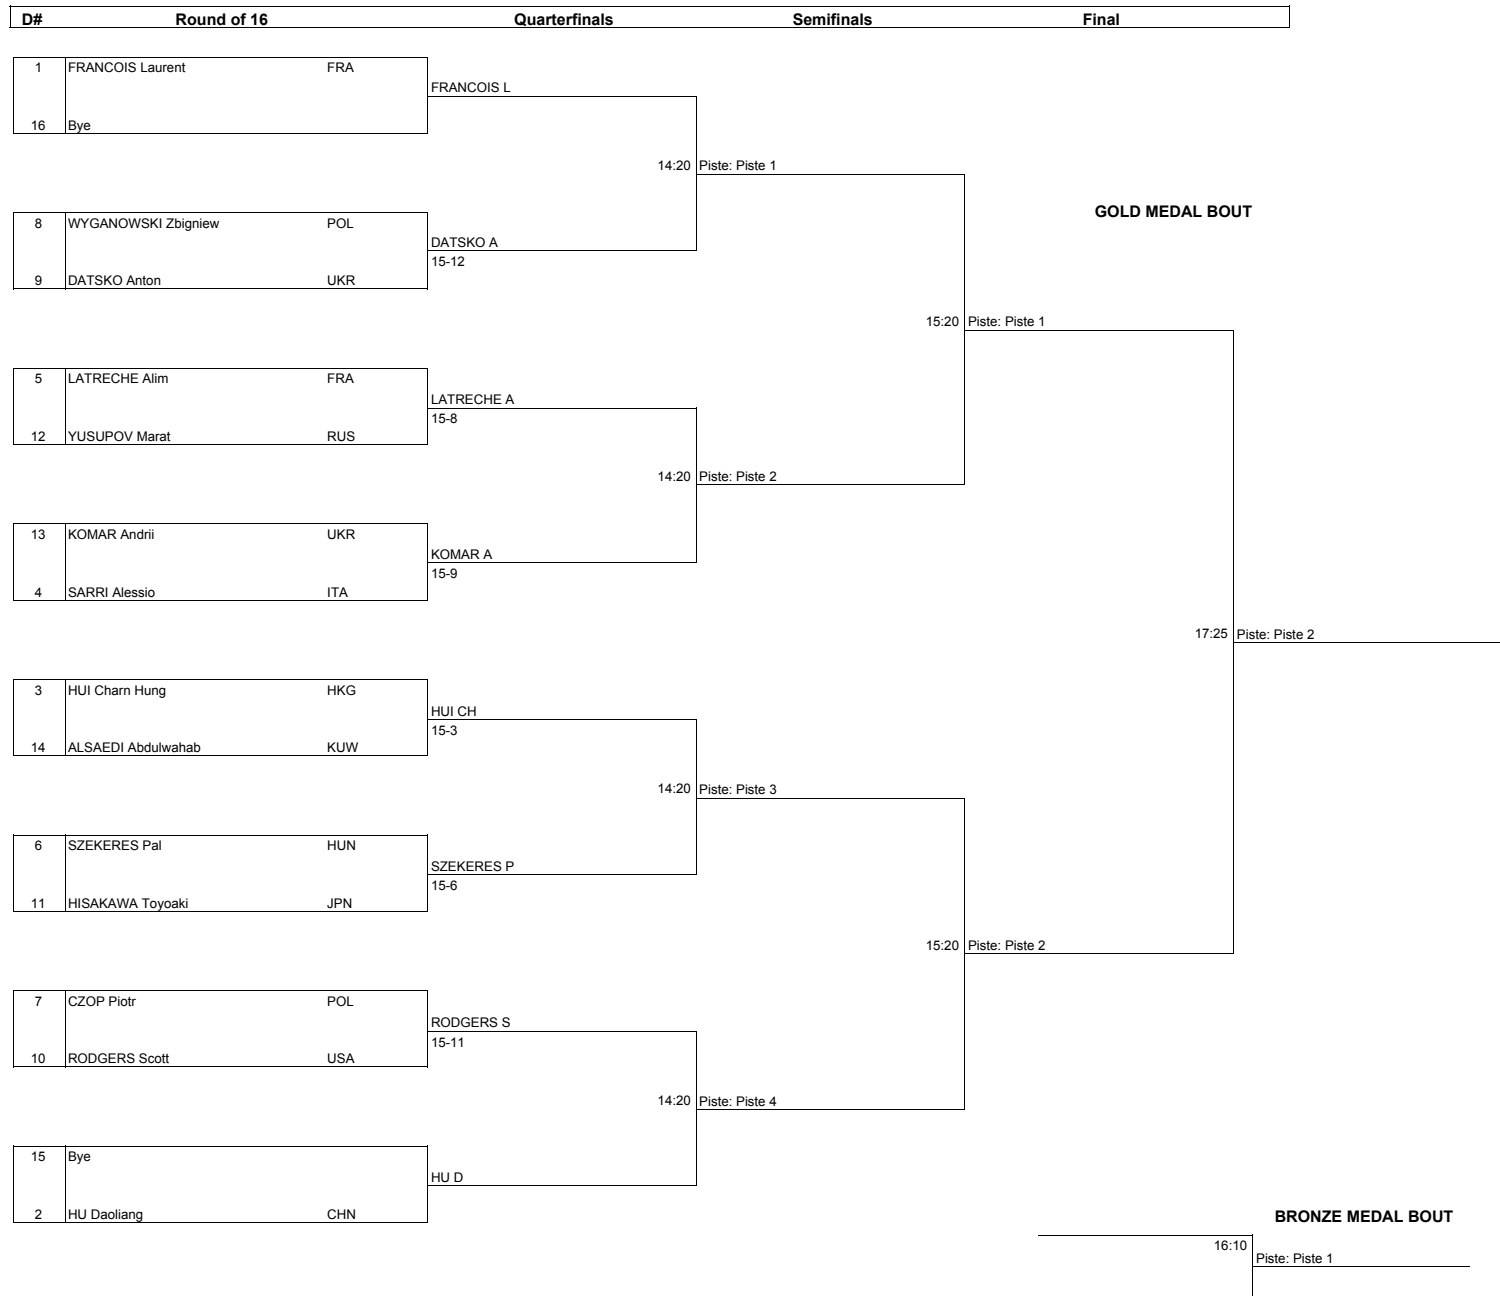 D# Round of 16 Quarterfinals Semifinals Final
1 FRANCOIS Laurent FRA
FRANCOIS L
16 Bye
14:20 Piste: Piste 1
GOLD MEDAL BOUT
8 WYGANOWSKI Zbigniew POL
DATSKO A
15-12
9 DATSKO Anton UKR
15:20 Piste: Piste 1
5 LATRECHE Alim FRA
LATRECHE A
15-8
12 YUSUPOV Marat RUS
14:20 Piste: Piste 2
13 KOMAR Andrii UKR
KOMAR A
15-9
4 SARRI Alessio ITA
17:25 Piste: Piste 2
3 HUI Charn Hung HKG
HUI CH
15-3
14 ALSAEDI Abdulwahab KUW
14:20 Piste: Piste 3
6 SZEKERES Pal HUN
SZEKERES P
15-6
11 HISAKAWA Toyoaki JPN
15:20 Piste: Piste 2
7 CZOP Piotr POL
RODGERS S
15-11
10 RODGERS Scott USA
14:20 Piste: Piste 4
15 Bye
HU D
2 HU Daoliang CHN
BRONZE MEDAL BOUT
16:10 Piste: Piste 1